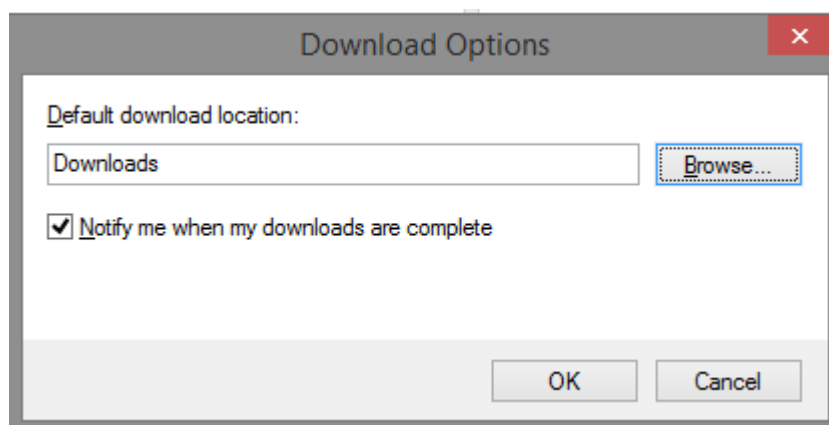 Download Options
Default download location:
Downloads
Browse...
Notify me when my downloads are complete
OK
Cancel